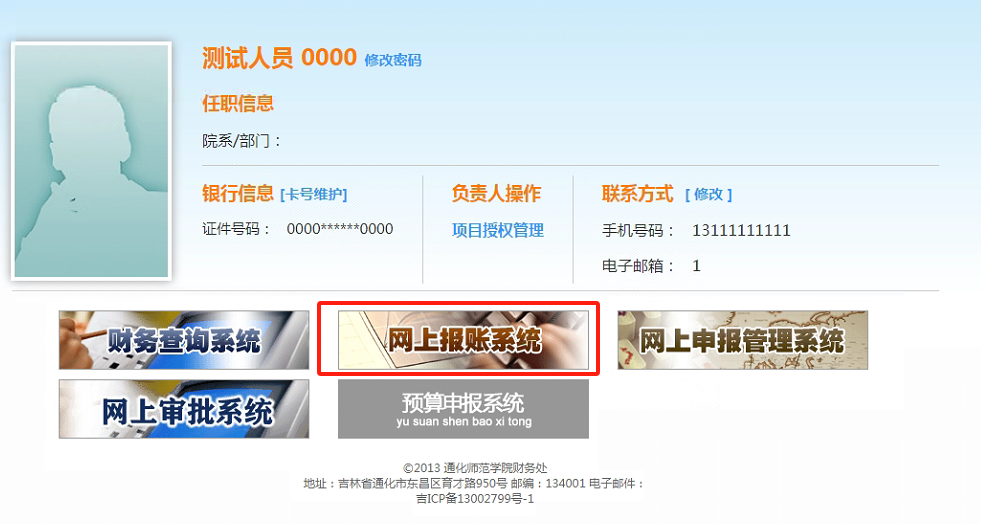 测试人员 0000 修改密码
任职信息
院系/部门：
银行信息 [卡号维护]
负责人操作
联系方式 [ 修改 ]
证件号码： 0000******0000
项目授权管理
手机号码： 13111111111
电子邮箱： 1
财务查询系统
网上报账系统
网上申报管理系统
网上审批系统
预算申报系统
yu suan shen bao xi tong
©2013 通化师范学院财务处
地址：吉林省通化市东昌区育才路950号 邮编：134001 电子邮件：
吉ICP备13002799号-1